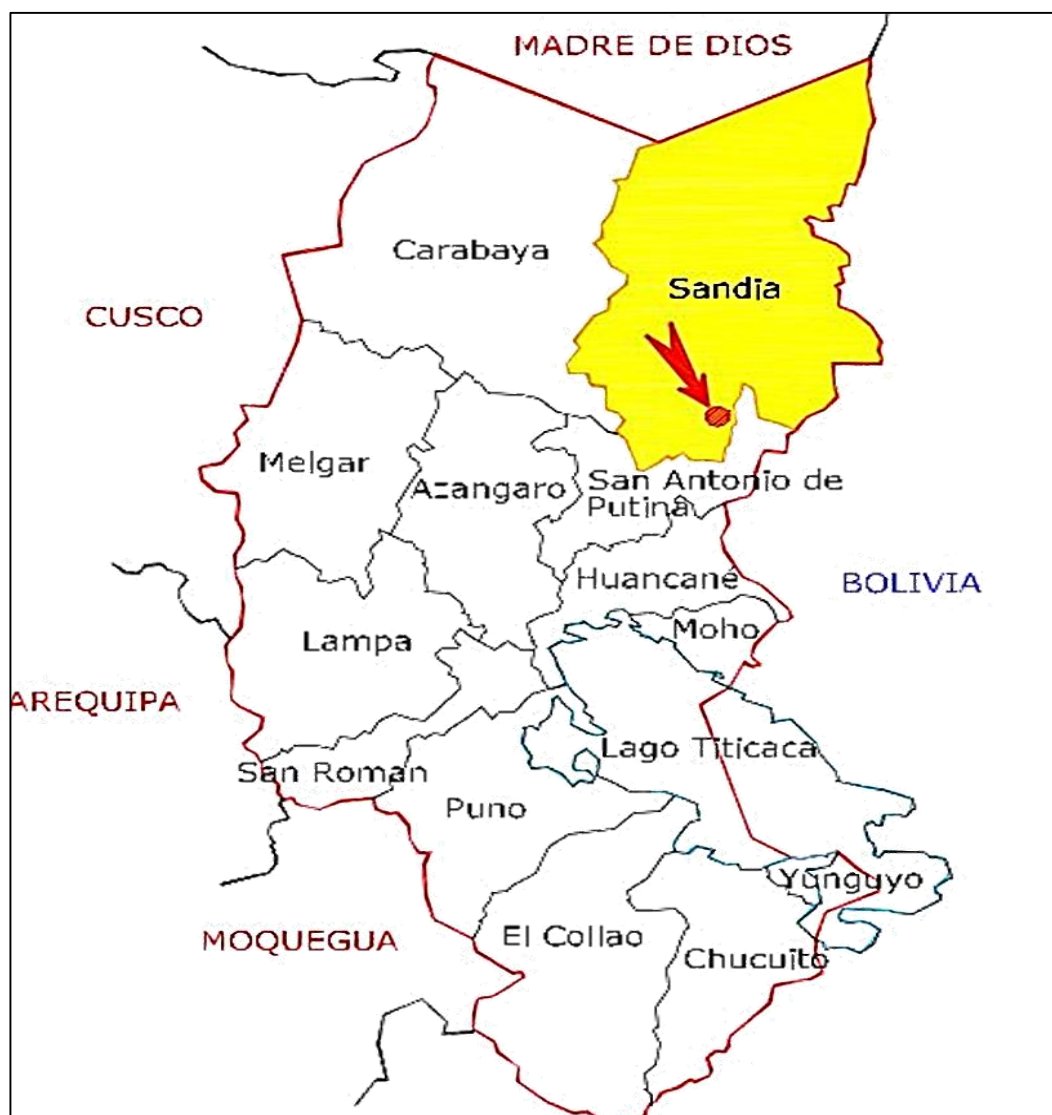 MADRE DE DIOS
Carabaya
Sandia
CUSCO
Melgar
Azangaro
San Antonio de
Putina
Huancané
BOLIVIA
Moho
Lampa
AREQUIPA
Lago Titicaca
San Roman
Puno
Yunguyo
El Collao
MOQUEGUA
Chucuito